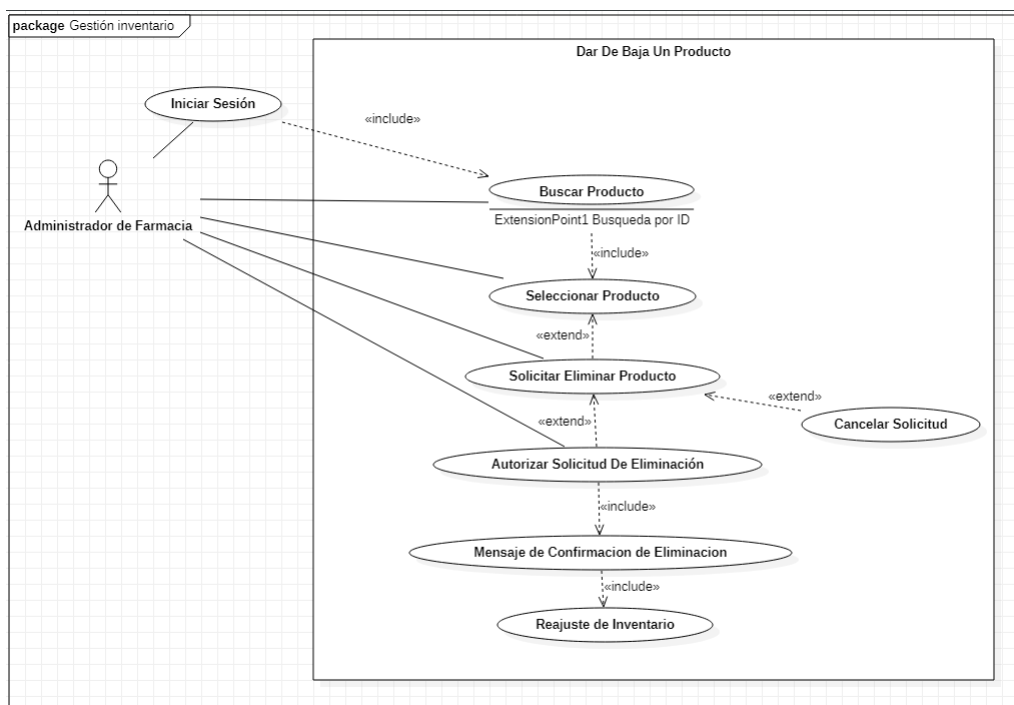 package Gestión inventario
Dar De Baja Un Producto
Iniciar Sesión
«include»
Buscar Producto
ExtensionPoint1 Busqueda por ID
Administrador de Farmacia
«include»
Seleccionar Producto
«extend»
Solicitar Eliminar Producto
«extend»
Cancelar Solicitud
«extend»
Autorizar Solicitud De Eliminación
«include»
Mensaje de Confirmacion de Eliminacion
«include»
Reajuste de Inventario